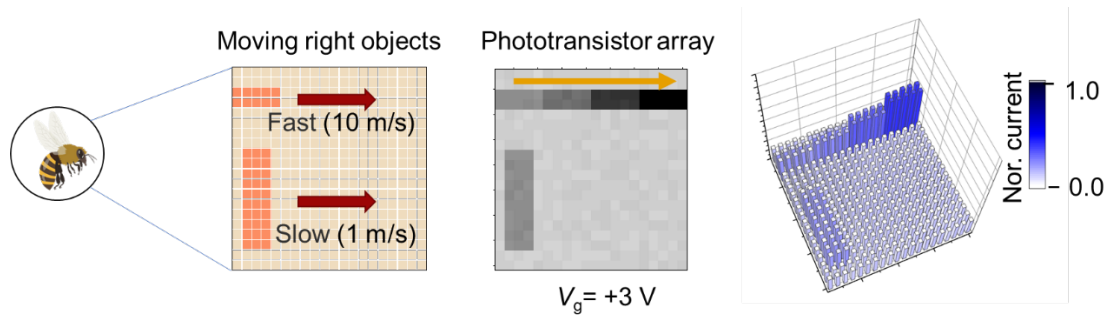 Moving right objects
Fast (10 m/s)
Slow (1 m/s)
Phototransistor array
Vg= +3 V
Nor. current
1.0
0.0